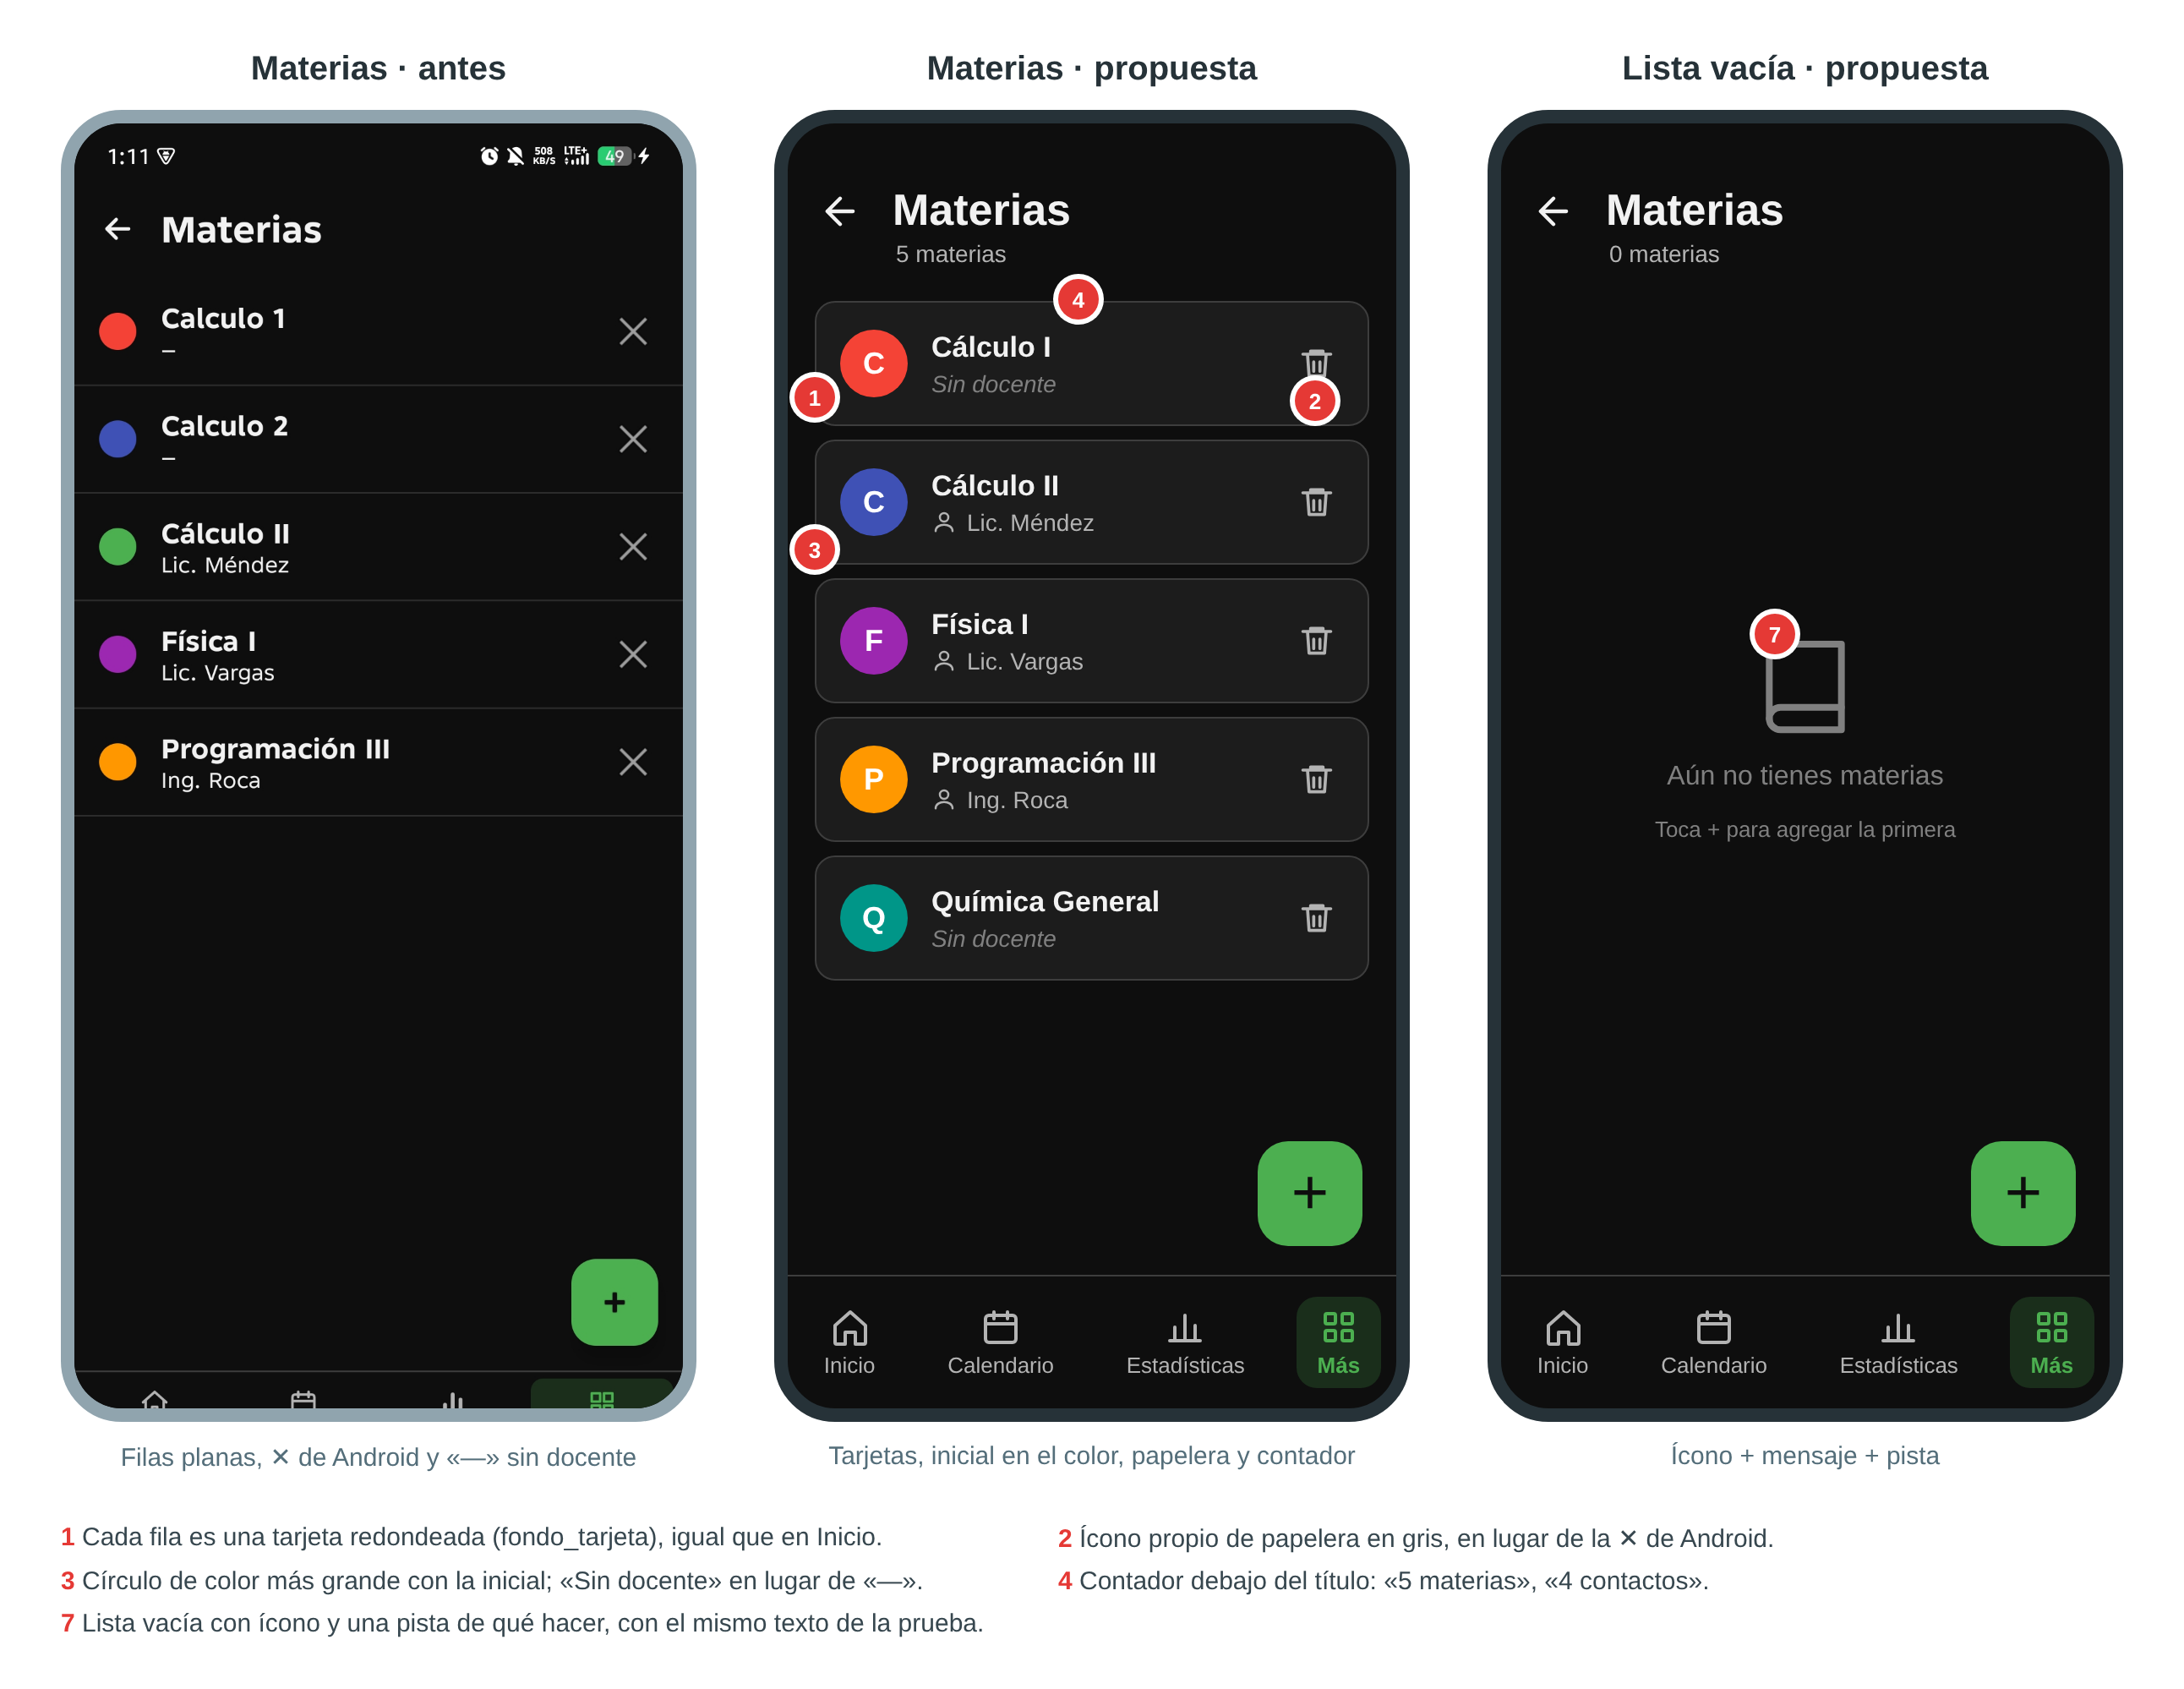 Materias · antes
1:11
508 KB/S
LTE+
49
Materias
Calculo 1
—
Calculo 2
—
Cálculo II
Lic. Méndez
Física I
Lic. Vargas
Programación III
Ing. Roca
+
Filas planas, ✕ de Android y «—» sin docente
Materias · propuesta
Materias
5 materias
4
C
Cálculo I
Sin docente
1
2
C
Cálculo II
Lic. Méndez
3
F
Física I
Lic. Vargas
P
Programación III
Ing. Roca
Q
Química General
Sin docente
+
Inicio
Calendario
Estadísticas
Más
Tarjetas, inicial en el color, papelera y contador
Lista vacía · propuesta
Materias
0 materias
7
Aún no tienes materias
Toca + para agregar la primera
+
Inicio
Calendario
Estadísticas
Más
Ícono + mensaje + pista
1 Cada fila es una tarjeta redondeada (fondo_tarjeta), igual que en Inicio.
2 Ícono propio de papelera en gris, en lugar de la ✕ de Android.
3 Círculo de color más grande con la inicial; «Sin docente» en lugar de «—».
4 Contador debajo del título: «5 materias», «4 contactos».
7 Lista vacía con ícono y una pista de qué hacer, con el mismo texto de la prueba.